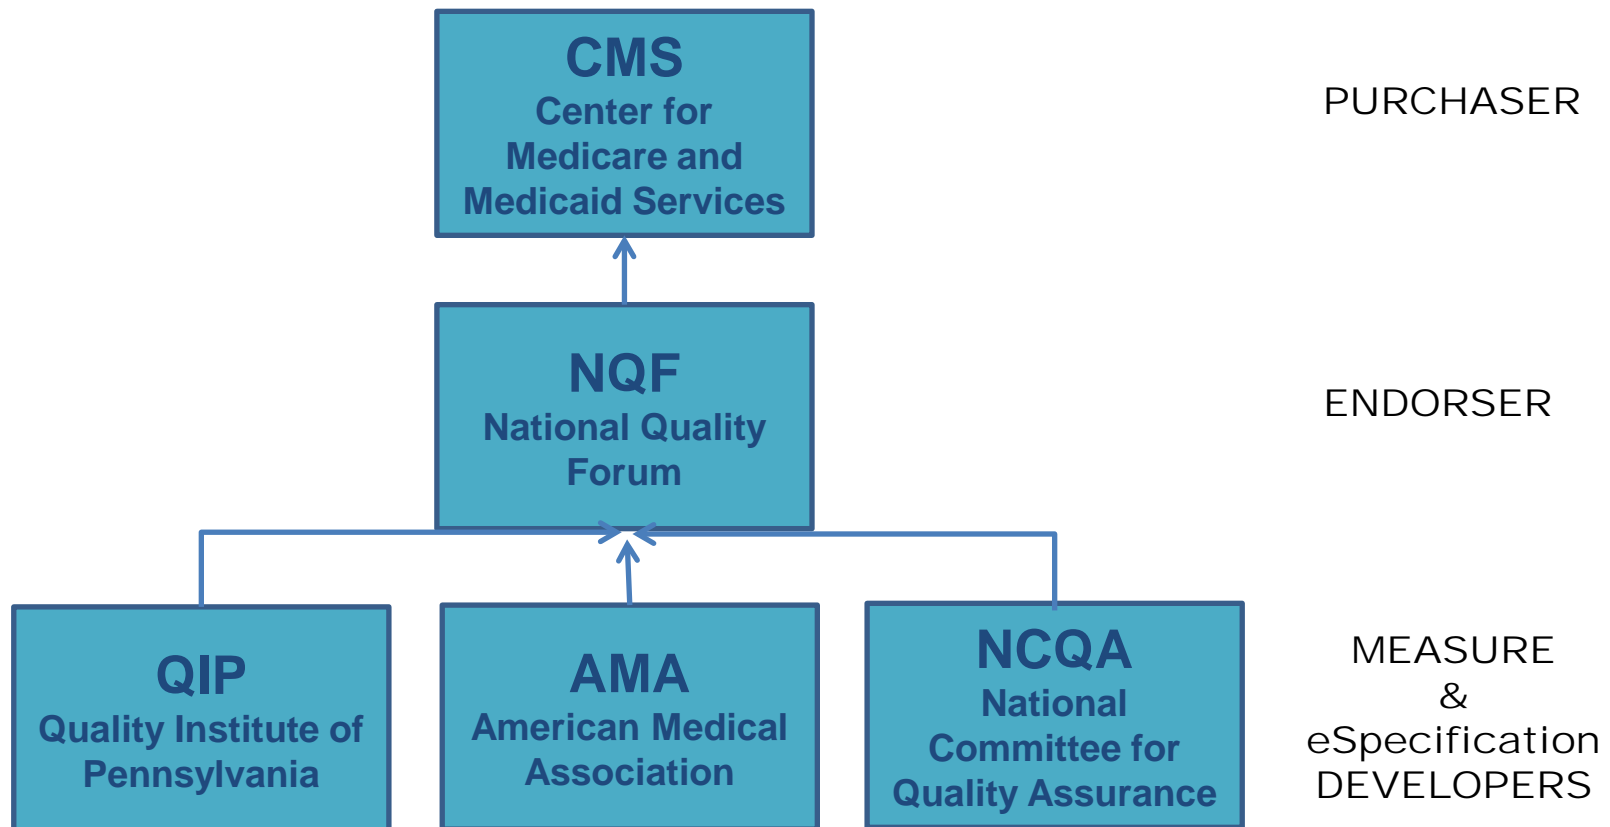 CMS
Center for
Medicare and
Medicaid Services
PURCHASER
NQF
National Quality
Forum
ENDORSER
QIP
Quality Institute of
Pennsylvania
AMA
American Medical
Association
NCQA
National
Committee for
Quality Assurance
MEASURE
&
eSpecification
DEVELOPERS